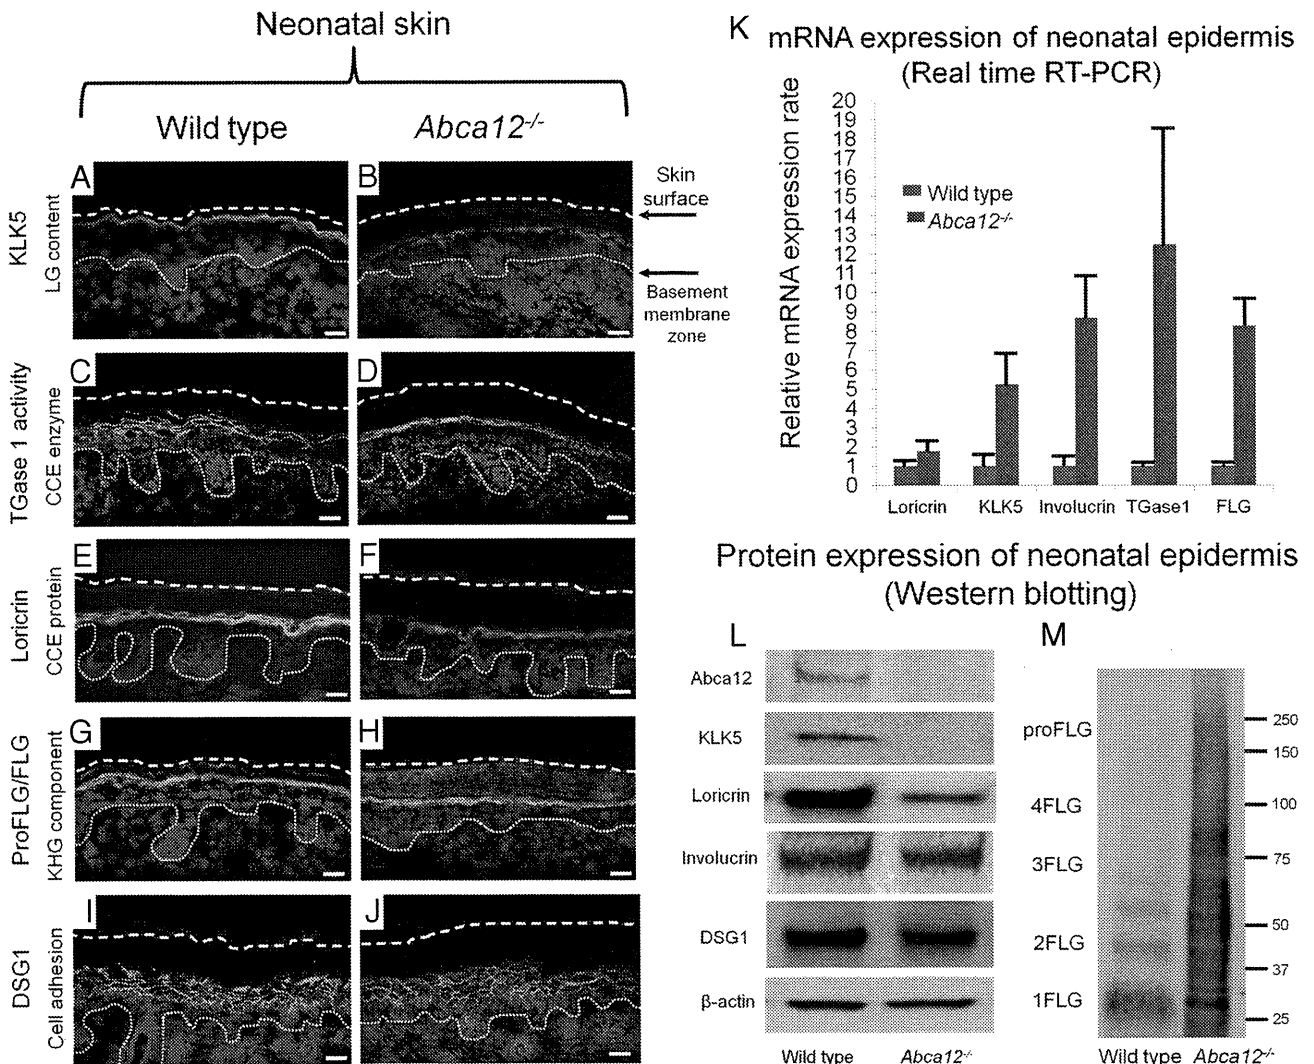 Neonatal skin
Wild type
Abca12-/-
KLK5
LG content
A
B
Skin
surface
Basement
membrane
zone
TGase 1 activity
CCE enzyme
C
D
Loricrin
CCE protein
E
F
ProFLG/FLG
KHG component
G
H
DSG1
Cell adhesion
I
J
K
mRNA expression of neonatal epidermis
(Real time RT-PCR)
Relative mRNA expression rate
20
19
18
17
16
15
14
13
12
11
10
9
8
7
6
5
4
3
2
1
0
Wild type
Abca12-/-
Loricrin KLK5 Involucrin TGase1 FLG
Protein expression of neonatal epidermis
(Western blotting)
L
Abca12
KLK5
Loricrin
Involucrin
DSG1
β-actin
Wild type Abca12-/-
M
proFLG
4FLG
3FLG
2FLG
1FLG
250
150
100
75
50
37
25
Wild type Abca12-/-